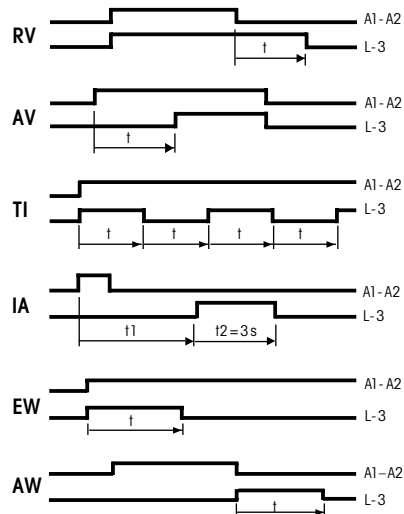 RV A1-A2
L-3
t
AV A1-A2
L-3
t
TI A1-A2
L-3
t t t t
IA A1-A2
L-3
t1 t2=3s
EW A1-A2
L-3
t
AW A1-A2
L-3
t